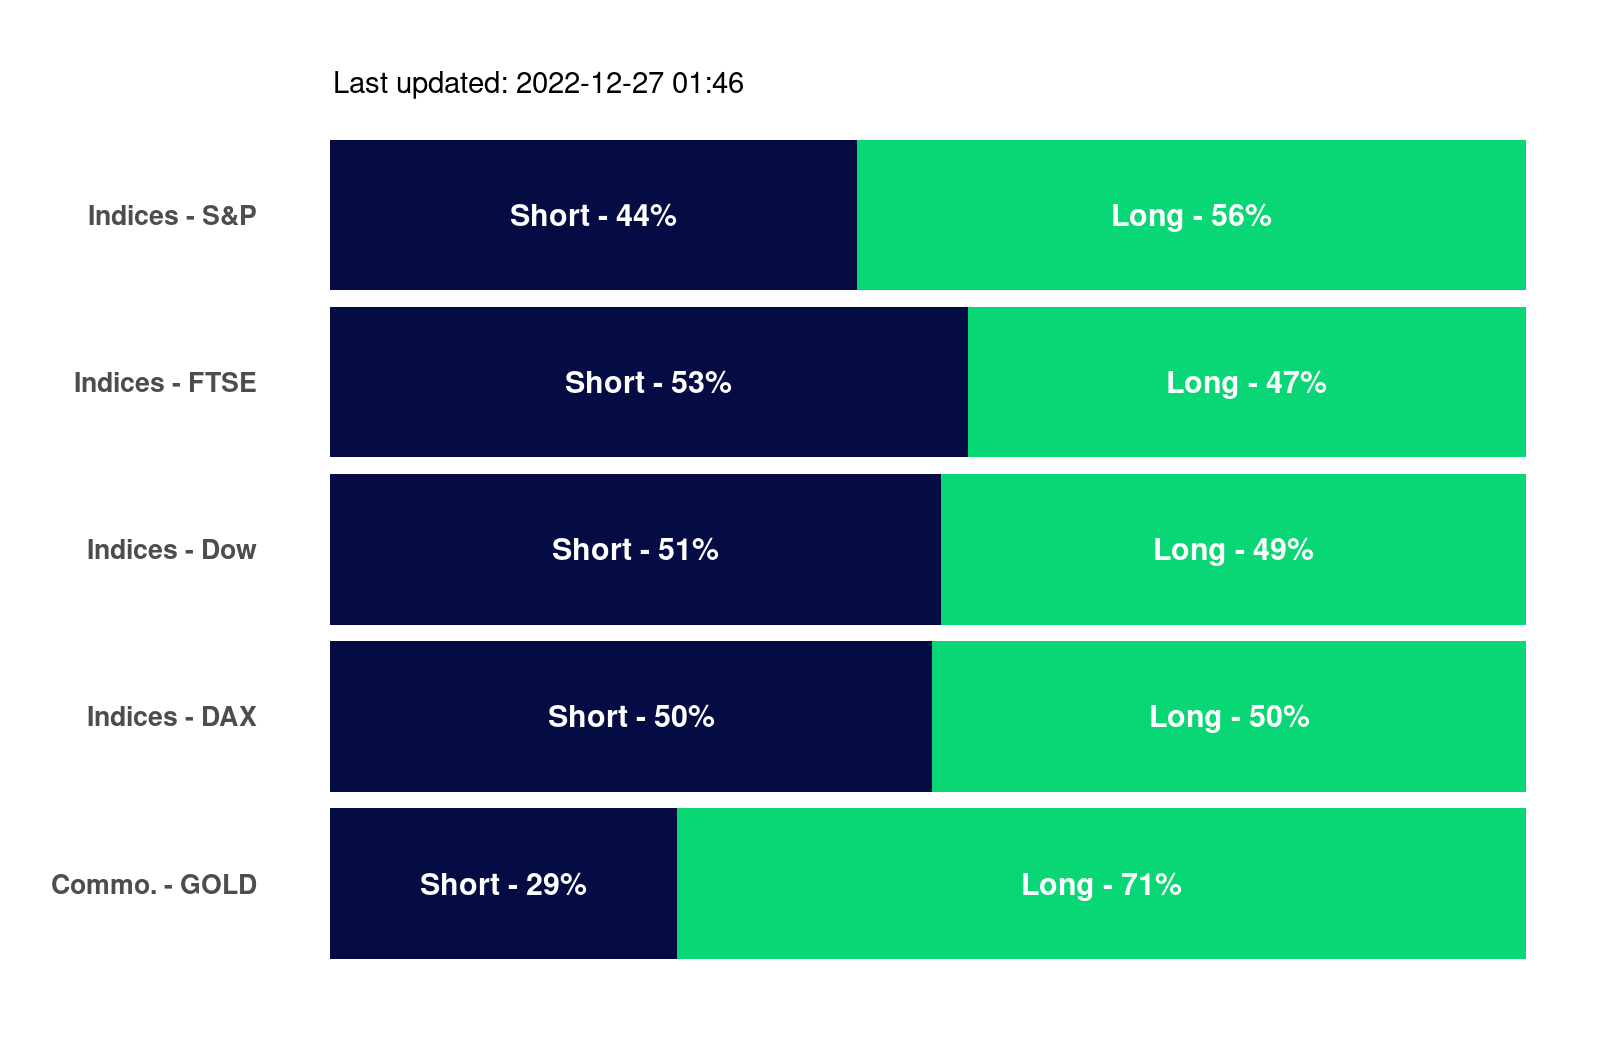 Last updated: 2022-12-27 01:46
Indices - S&P Short - 44% Long - 56%
Indices - FTSE Short - 53% Long - 47%
Indices - Dow Short - 51% Long - 49%
Indices - DAX Short - 50% Long - 50%
Commo. - GOLD Short - 29% Long - 71%